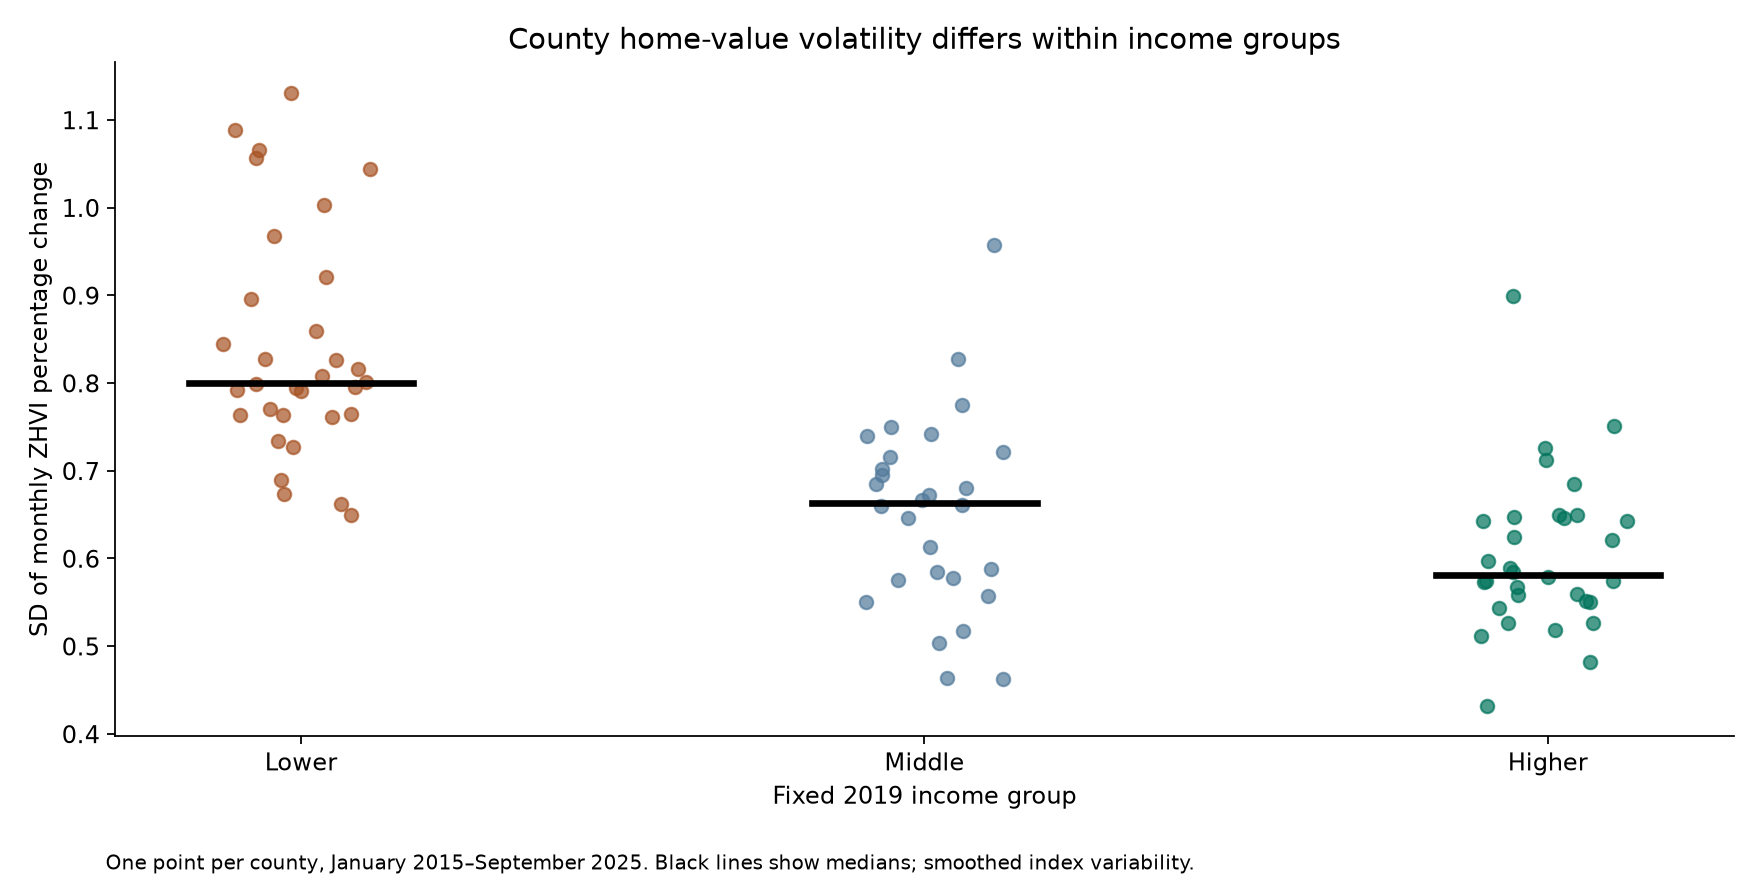 County home-value volatility differs within income groups
SD of monthly ZHVI percentage change
1.1
1.0
0.9
0.8
0.7
0.6
0.5
0.4
Lower
Middle
Higher
Fixed 2019 income group
One point per county, January 2015–September 2025. Black lines show medians; smoothed index variability.